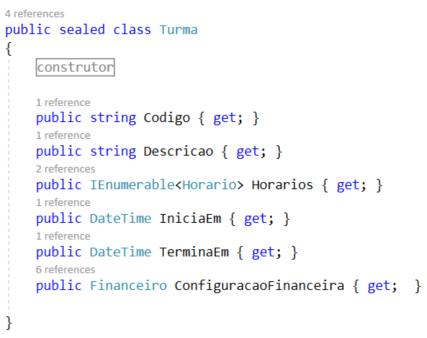 4 references
public sealed class Turma
{
construtor
1 reference
public string Codigo { get; }
1 reference
public string Descricao { get; }
2 references
public IEnumerable<Horario> Horarios { get; }
1 reference
public DateTime IniciaEm { get; }
1 reference
public DateTime TerminaEm { get; }
6 references
public Financeiro ConfiguracaoFinanceira { get;  }
}